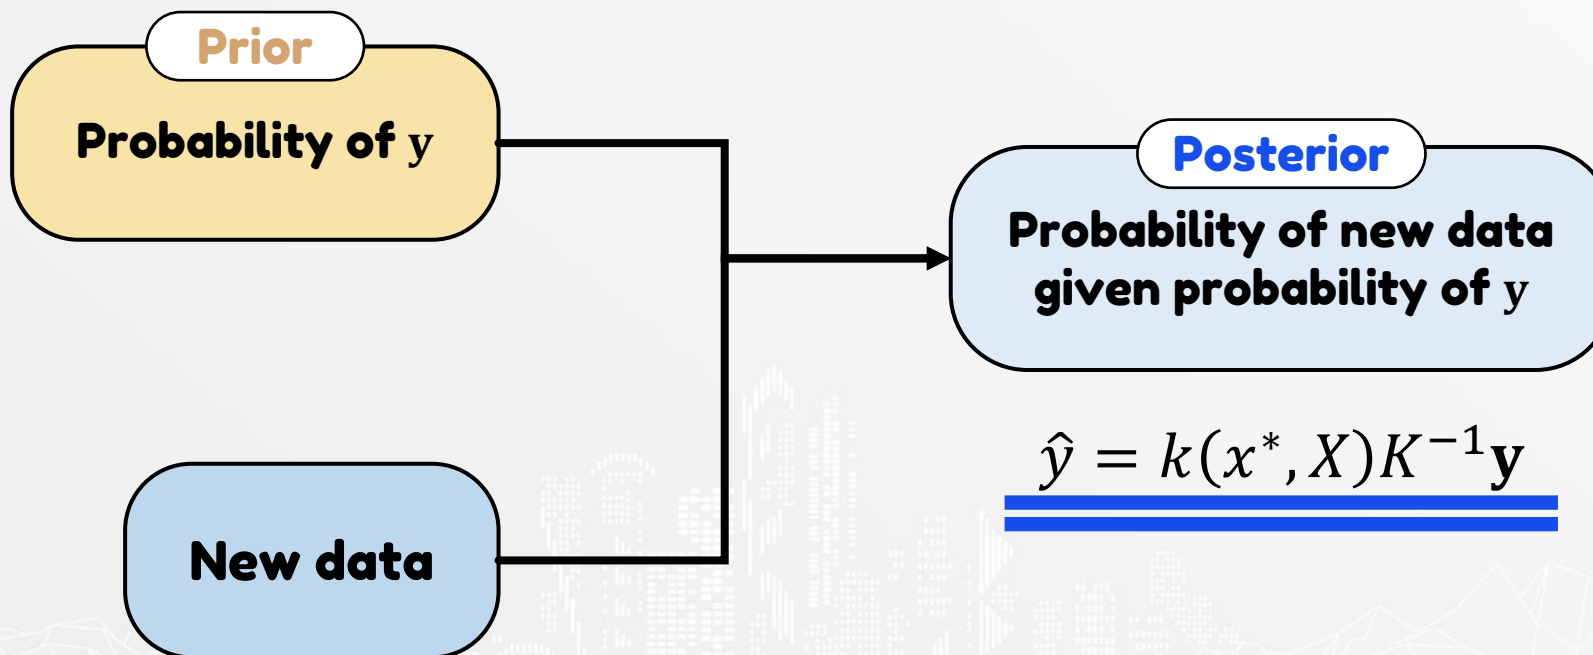 Prior
Probability of y
Posterior
Probability of new data
given probability of y
ŷ = k(x*, X)K⁻¹y
New data